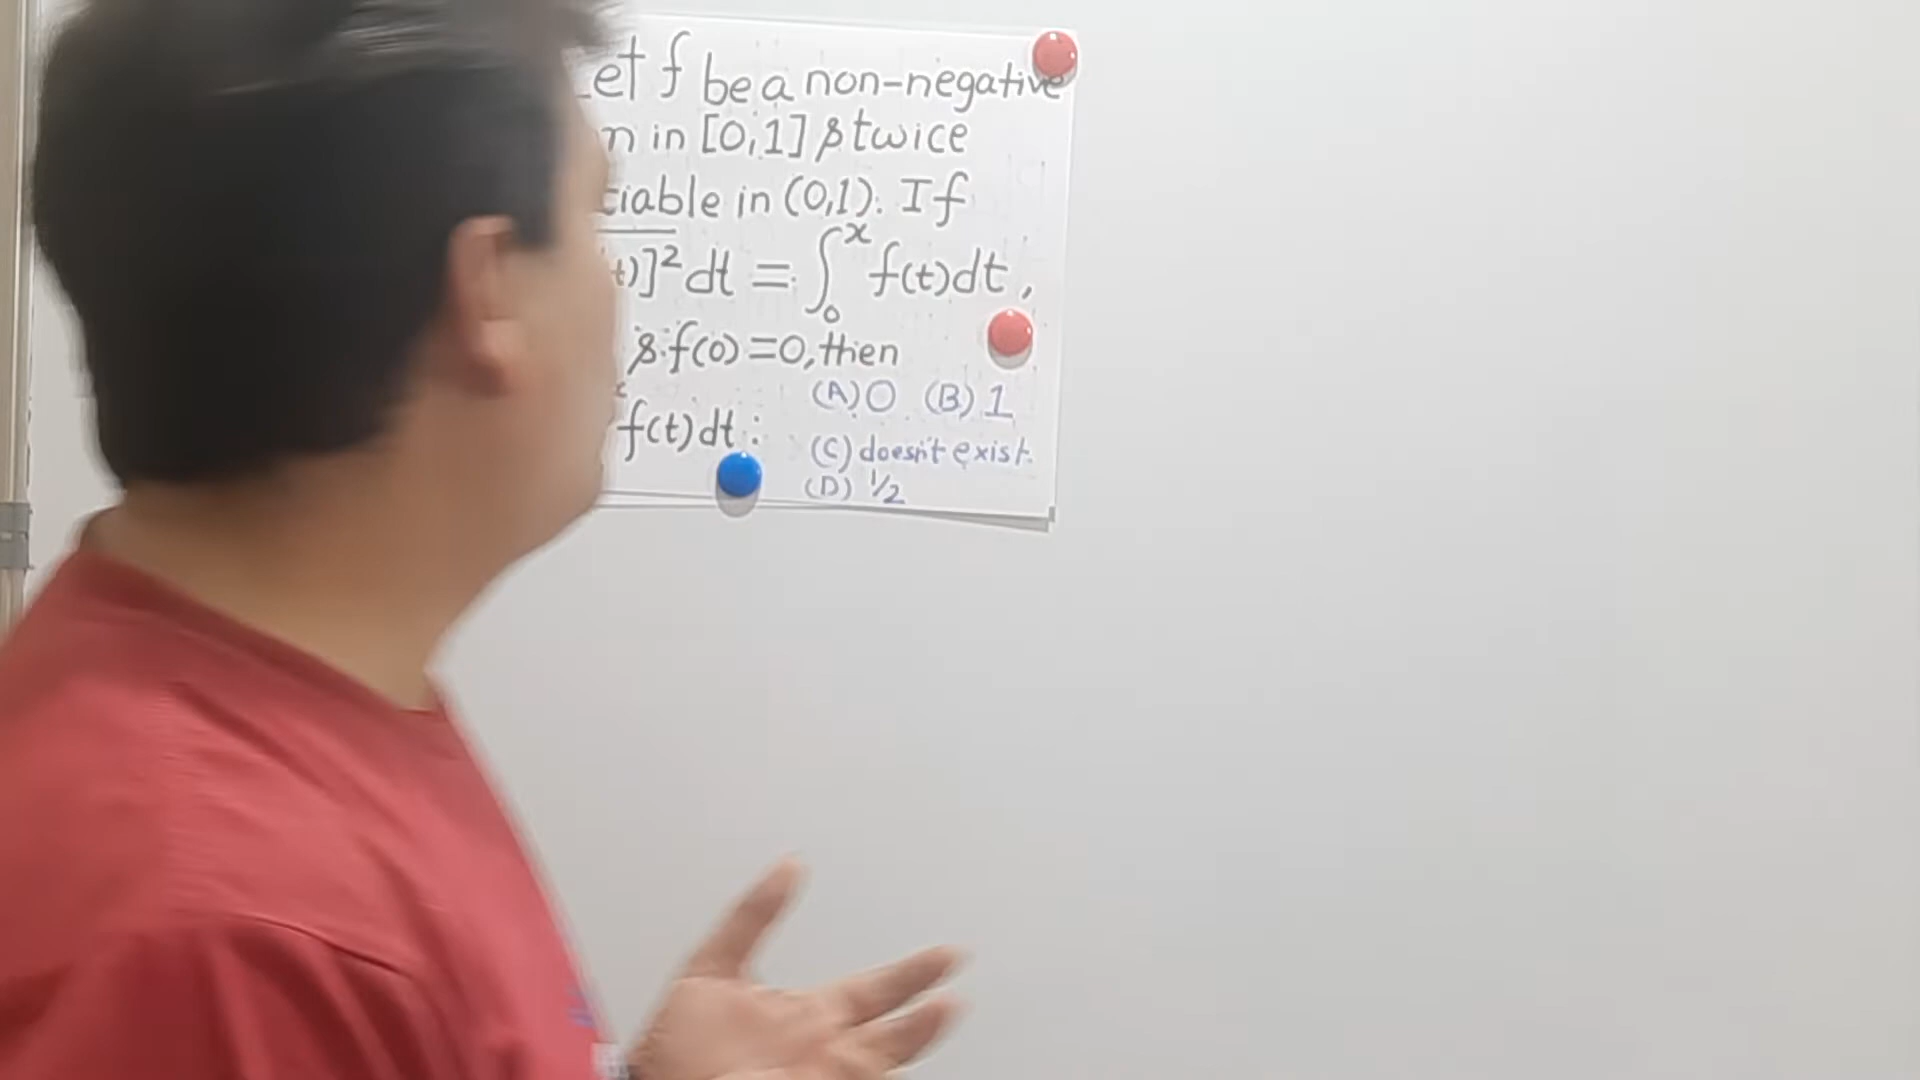 et f be a non-negative
n in [0,1] & twice
tiable in (0,1). If
t)]² dt = ∫₀ˣ f(t)dt ,
& f(0) = 0, then
f(t)dt :
(A) 0 (B) 1
(C) doesn't exist.
(D) 1/2